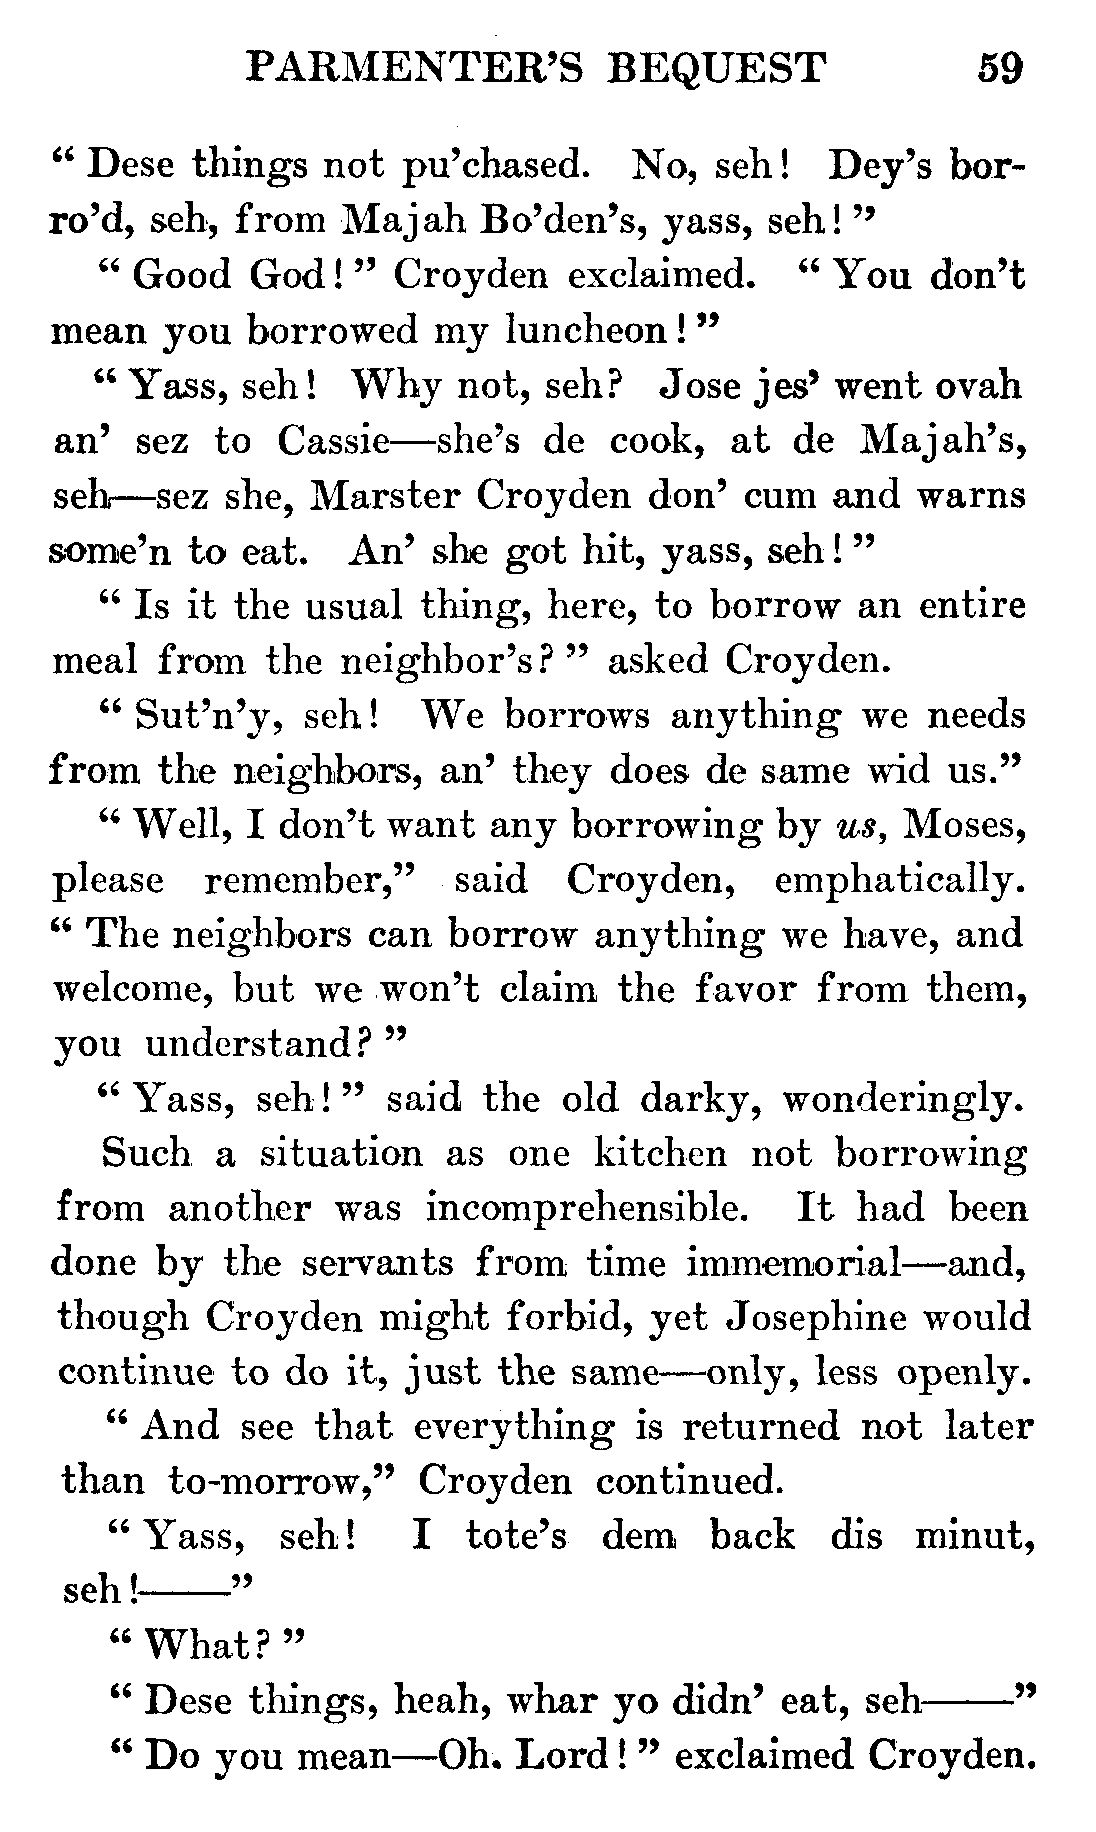 PARMENTER'S BEQUEST 59
“ Dese things not pu’chased. No, seh! Dey’s bor-
ro’d, seh, from Majah Bo’den’s, yass, seh! ”
“ Good God! ” Croyden exclaimed. “ You don’t
mean you borrowed my luncheon! ”
“ Yass, seh! Why not, seh? Jose jes’ went ovah
an’ sez to Cassie—she’s de cook, at de Majah’s,
seh—sez she, Marster Croyden don’ cum and warns
some’n to eat. An’ she got hit, yass, seh! ”
“ Is it the usual thing, here, to borrow an entire
meal from the neighbor’s? ” asked Croyden.
“ Sut’n’y, seh! We borrows anything we needs
from the neighbors, an’ they does de same wid us.”
“ Well, I don’t want any borrowing by us, Moses,
please remember,” said Croyden, emphatically.
“ The neighbors can borrow anything we have, and
welcome, but we won’t claim the favor from them,
you understand? ”
“ Yass, seh! ” said the old darky, wonderingly.
Such a situation as one kitchen not borrowing
from another was incomprehensible. It had been
done by the servants from time immemorial—and,
though Croyden might forbid, yet Josephine would
continue to do it, just the same—only, less openly.
“ And see that everything is returned not later
than to-morrow,” Croyden continued.
“ Yass, seh! I tote’s dem back dis minut,
seh!——”
“ What? ”
“ Dese things, heah, whar yo didn’ eat, seh——”
“ Do you mean—Oh. Lord! ” exclaimed Croyden.